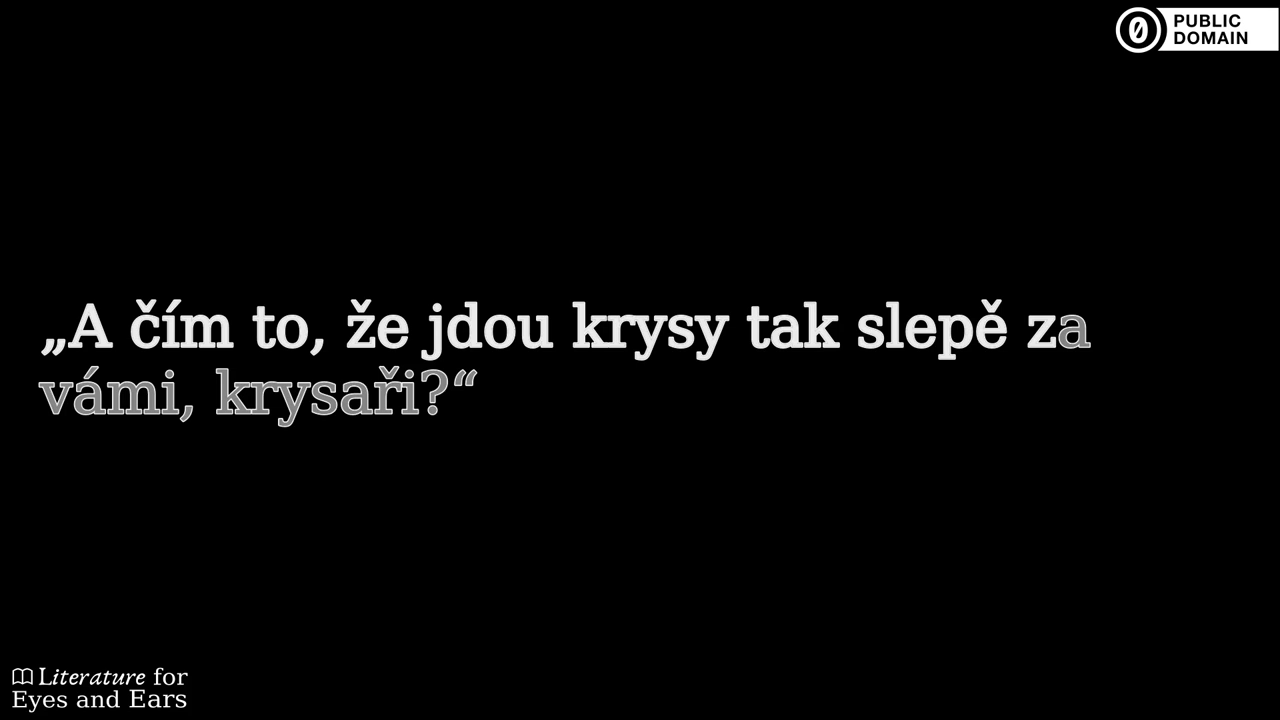 PUBLIC
DOMAIN
„A čím to, že jdou krysy tak slepě za
vámi, krysaři?“
Literature for
Eyes and Ears